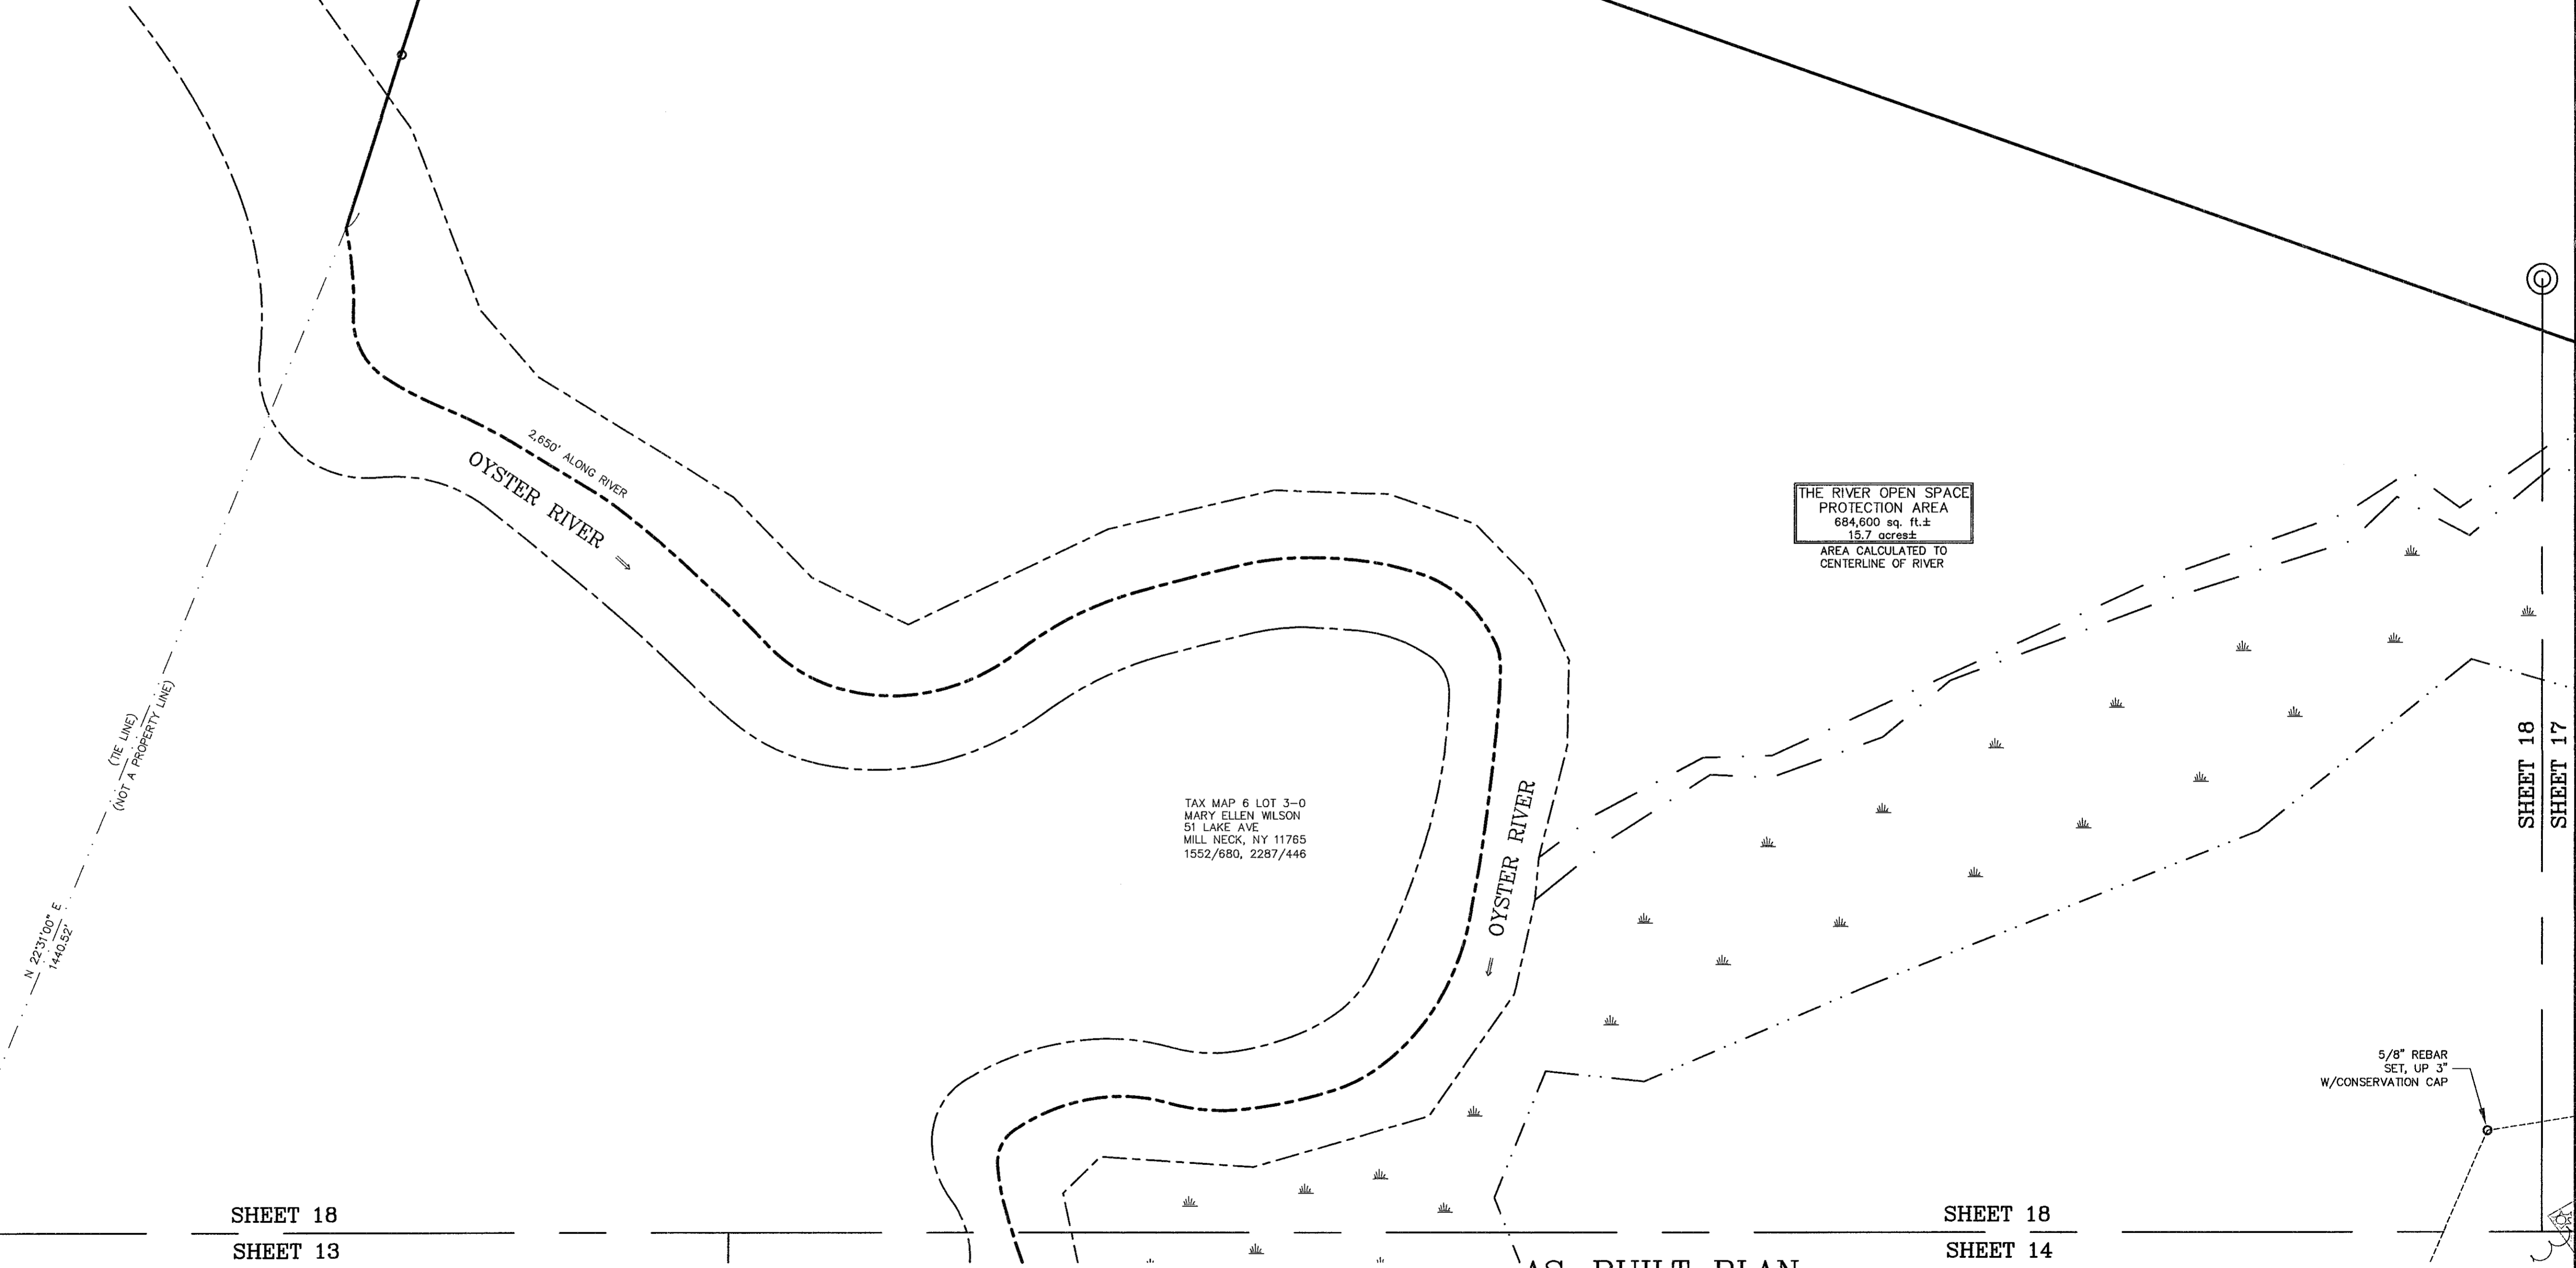 2,650' ALONG RIVER
OYSTER RIVER
THE RIVER OPEN SPACE
PROTECTION AREA
684,600 sq. ft.±
15.7 acres±
AREA CALCULATED TO
CENTERLINE OF RIVER
(TIE LINE)
(NOT A PROPERTY LINE)
N 22°31'00" E
1440.52'
TAX MAP 6 LOT 3-0
MARY ELLEN WILSON
51 LAKE AVE
MILL NECK, NY 11765
1552/680, 2287/446
OYSTER RIVER
SHEET 18
SHEET 17
5/8" REBAR
SET, UP 3"
W/CONSERVATION CAP
SHEET 18
SHEET 13
SHEET 18
SHEET 14
AS-BUILT PLAN